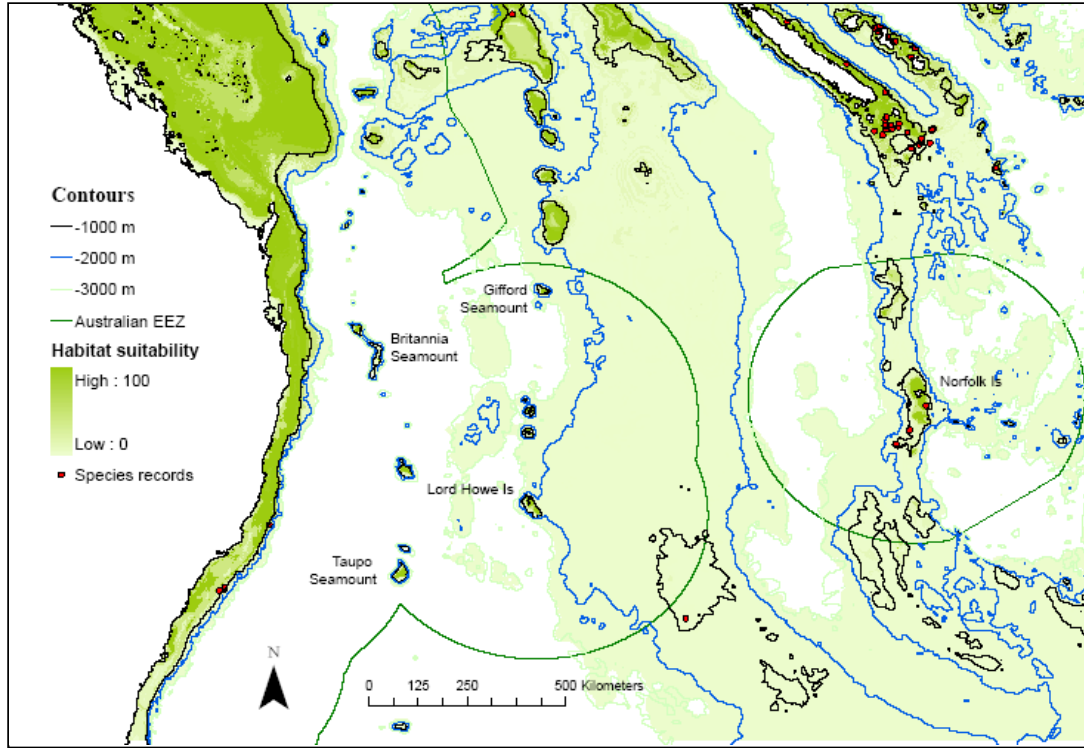 Contours
-1000 m
-2000 m
-3000 m
Australian EEZ
Habitat suitability
High : 100
Low : 0
Species records
Gifford
Seamount
Britannia
Seamount
Norfolk Is
Lord Howe Is
Taupo
Seamount
N
0 125 250 500 Kilometers